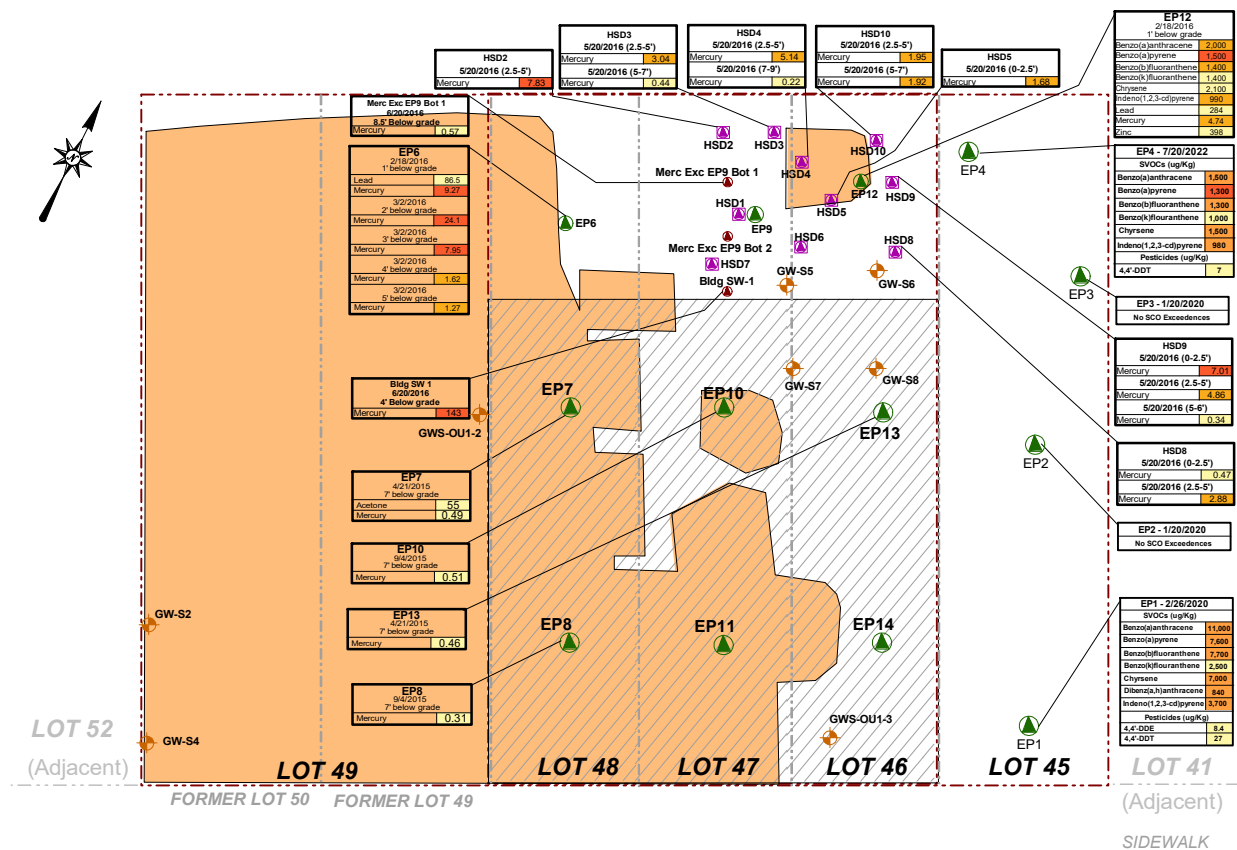 HSD2
5/20/2016 (2.5-5')
Mercury 7.83
HSD3
5/20/2016 (2.5-5')
Mercury 3.04
5/20/2016 (5-7')
Mercury 0.44
HSD4
5/20/2016 (2.5-5')
Mercury 5.14
5/20/2016 (7-9')
Mercury 0.22
HSD10
5/20/2016 (2.5-5')
Mercury 1.95
5/20/2016 (5-7')
Mercury 1.92
HSD5
5/20/2016 (0-2.5')
Mercury 1.68
EP12
2/18/2016
1' below grade
Benzo(a)anthracene 2,000
Benzo(a)pyrene 1,500
Benzo(b)fluoranthene 1,400
Benzo(k)fluoranthene 1,400
Chrysene 2,100
Indeno(1,2,3-cd)pyrene 990
Lead 284
Mercury 4.74
Zinc 398
EP4 - 7/20/2022
SVOCs (ug/Kg)
Benzo(a)anthracene 1,500
Benzo(a)pyrene 1,300
Benzo(b)fluoranthene 1,300
Benzo(k)flouranthene 1,000
Chyrsene 1,500
Indeno(1,2,3-cd)pyrene 980
Pesticides (ug/Kg)
4,4'-DDT 7
EP3 - 1/20/2020
No SCO Exceedences
HSD9
5/20/2016 (0-2.5')
Mercury 7.01
5/20/2016 (2.5-5')
Mercury 4.86
5/20/2016 (5-6')
Mercury 0.34
HSD8
5/20/2016 (0-2.5')
Mercury 0.47
5/20/2016 (2.5-5')
Mercury 2.88
EP2 - 1/20/2020
No SCO Exceedences
EP1 - 2/26/2020
SVOCs (ug/Kg)
Benzo(a)anthracene 11,000
Benzo(a)pyrene 7,600
Benzo(b)fluoranthene 7,700
Benzo(k)flouranthene 2,500
Chyrsene 7,000
Dibenz(a,h)anthracene 840
Indeno(1,2,3-cd)pyrene 3,700
Pesticides (ug/Kg)
4,4'-DDE 8.4
4,4'-DDT 27
Merc Exc EP9 Bot 1
6/20/2016
8.5' Below grade
Mercury 0.57
EP6
2/18/2016
1' below grade
Lead 86.5
Mercury 9.27
3/2/2016
2' below grade
Mercury 24.1
3/2/2016
3' below grade
Mercury 7.95
3/2/2016
4' below grade
Mercury 1.62
3/2/2016
5' below grade
Mercury 1.27
Bldg SW 1
6/20/2016
4' Below grade
Mercury 143
EP7
4/21/2015
7' below grade
Acetone 55
Mercury 0.49
EP10
9/4/2015
7' below grade
Mercury 0.51
EP13
4/21/2015
7' below grade
Mercury 0.46
EP8
9/4/2015
7' below grade
Mercury 0.31
N
HSD2
HSD3
HSD10
EP4
Merc Exc EP9 Bot 1
HSD4
EP12
HSD9
HSD5
HSD1
EP9
EP6
Merc Exc EP9 Bot 2
HSD6
HSD8
HSD7
GW-S5
GW-S6
Bldg SW-1
EP3
EP7
EP10
GW-S7
GW-S8
GWS-OU1-2
EP13
EP2
GW-S2
EP8
EP11
EP14
GWS-OU1-3
GW-S4
EP1
LOT 52
(Adjacent)
LOT 49
LOT 48
LOT 47
LOT 46
LOT 45
LOT 41
(Adjacent)
FORMER LOT 50
FORMER LOT 49
SIDEWALK